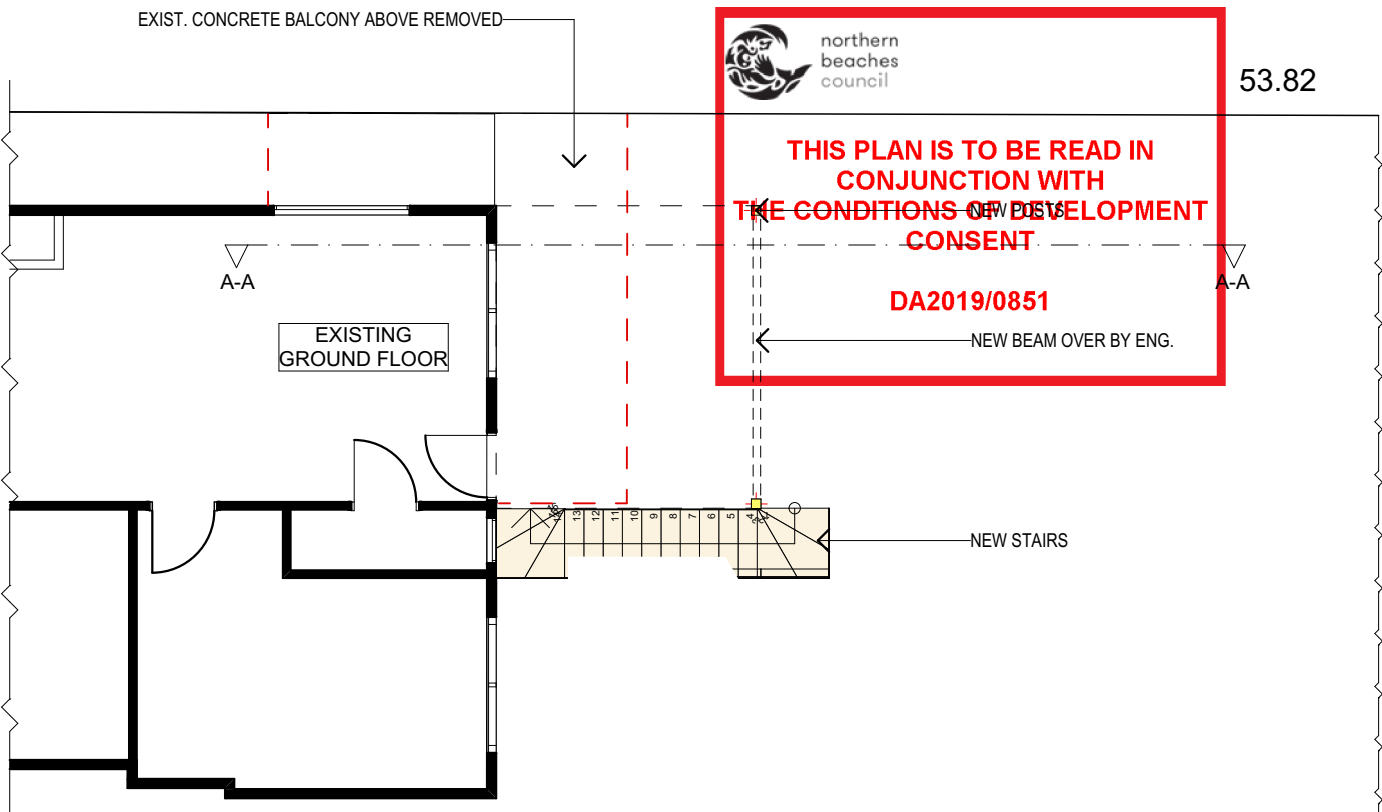 EXIST. CONCRETE BALCONY ABOVE REMOVED
northern
beaches
council
53.82
THIS PLAN IS TO BE READ IN
CONJUNCTION WITH
THE CONDITIONS OF DEVELOPMENT
CONSENT
NEW POSTS
A-A
A-A
DA2019/0851
EXISTING
GROUND FLOOR
NEW BEAM OVER BY ENG.
13
12
11
10
9
8
7
6
5
4
NEW STAIRS